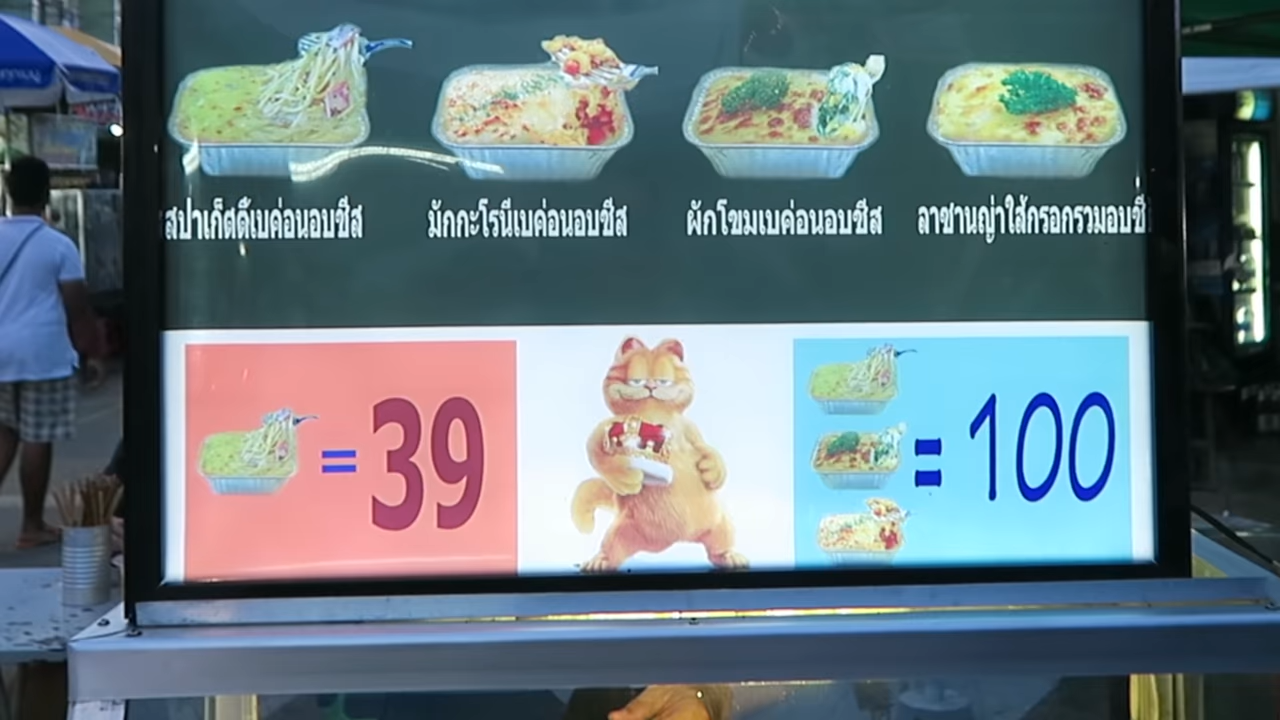 สปาเก็ตตี้เบค่อนอบชีส
มักกะโรนีเบค่อนอบชีส
ผักโขมเบค่อนอบชีส
ลาซานญ่าไส้กรอกรวมอบชี
= 39
= 100